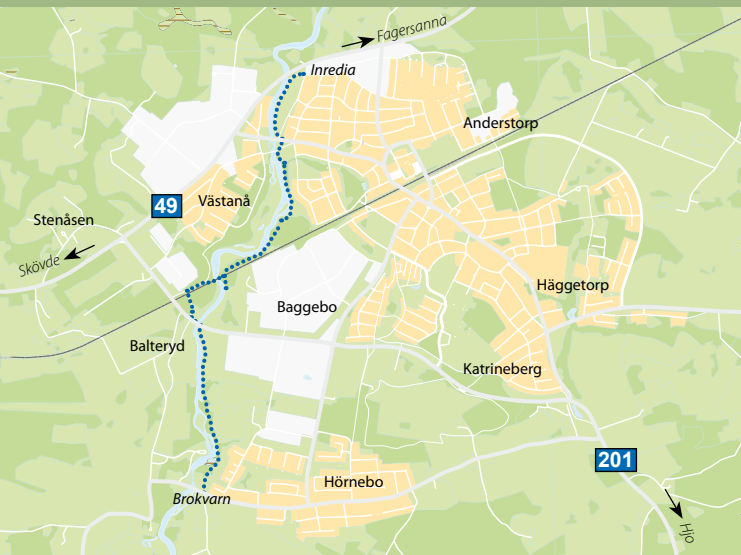 Fagersanna
Inredia
Anderstorp
49
Västanå
Stenåsen
Skövde
Häggetorp
Baggebo
Balteryd
Katrineberg
201
Hörnebo
Brokvarn
Hjo